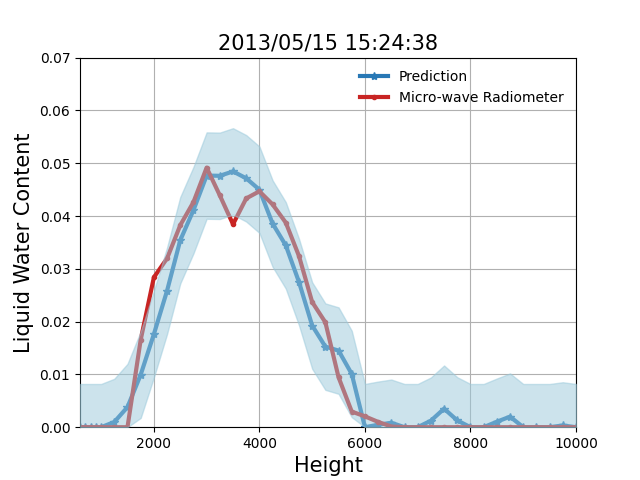 2013/05/15 15:24:38
Prediction
Micro-wave Radiometer
Liquid Water Content
0.07
0.06
0.05
0.04
0.03
0.02
0.01
0.00
2000 4000 6000 8000 10000
Height